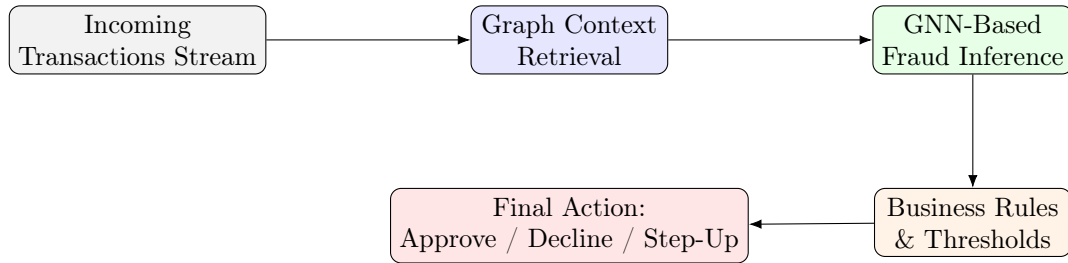 Incoming
Transactions Stream
Graph Context
Retrieval
GNN-Based
Fraud Inference
Business Rules
& Thresholds
Final Action:
Approve / Decline / Step-Up